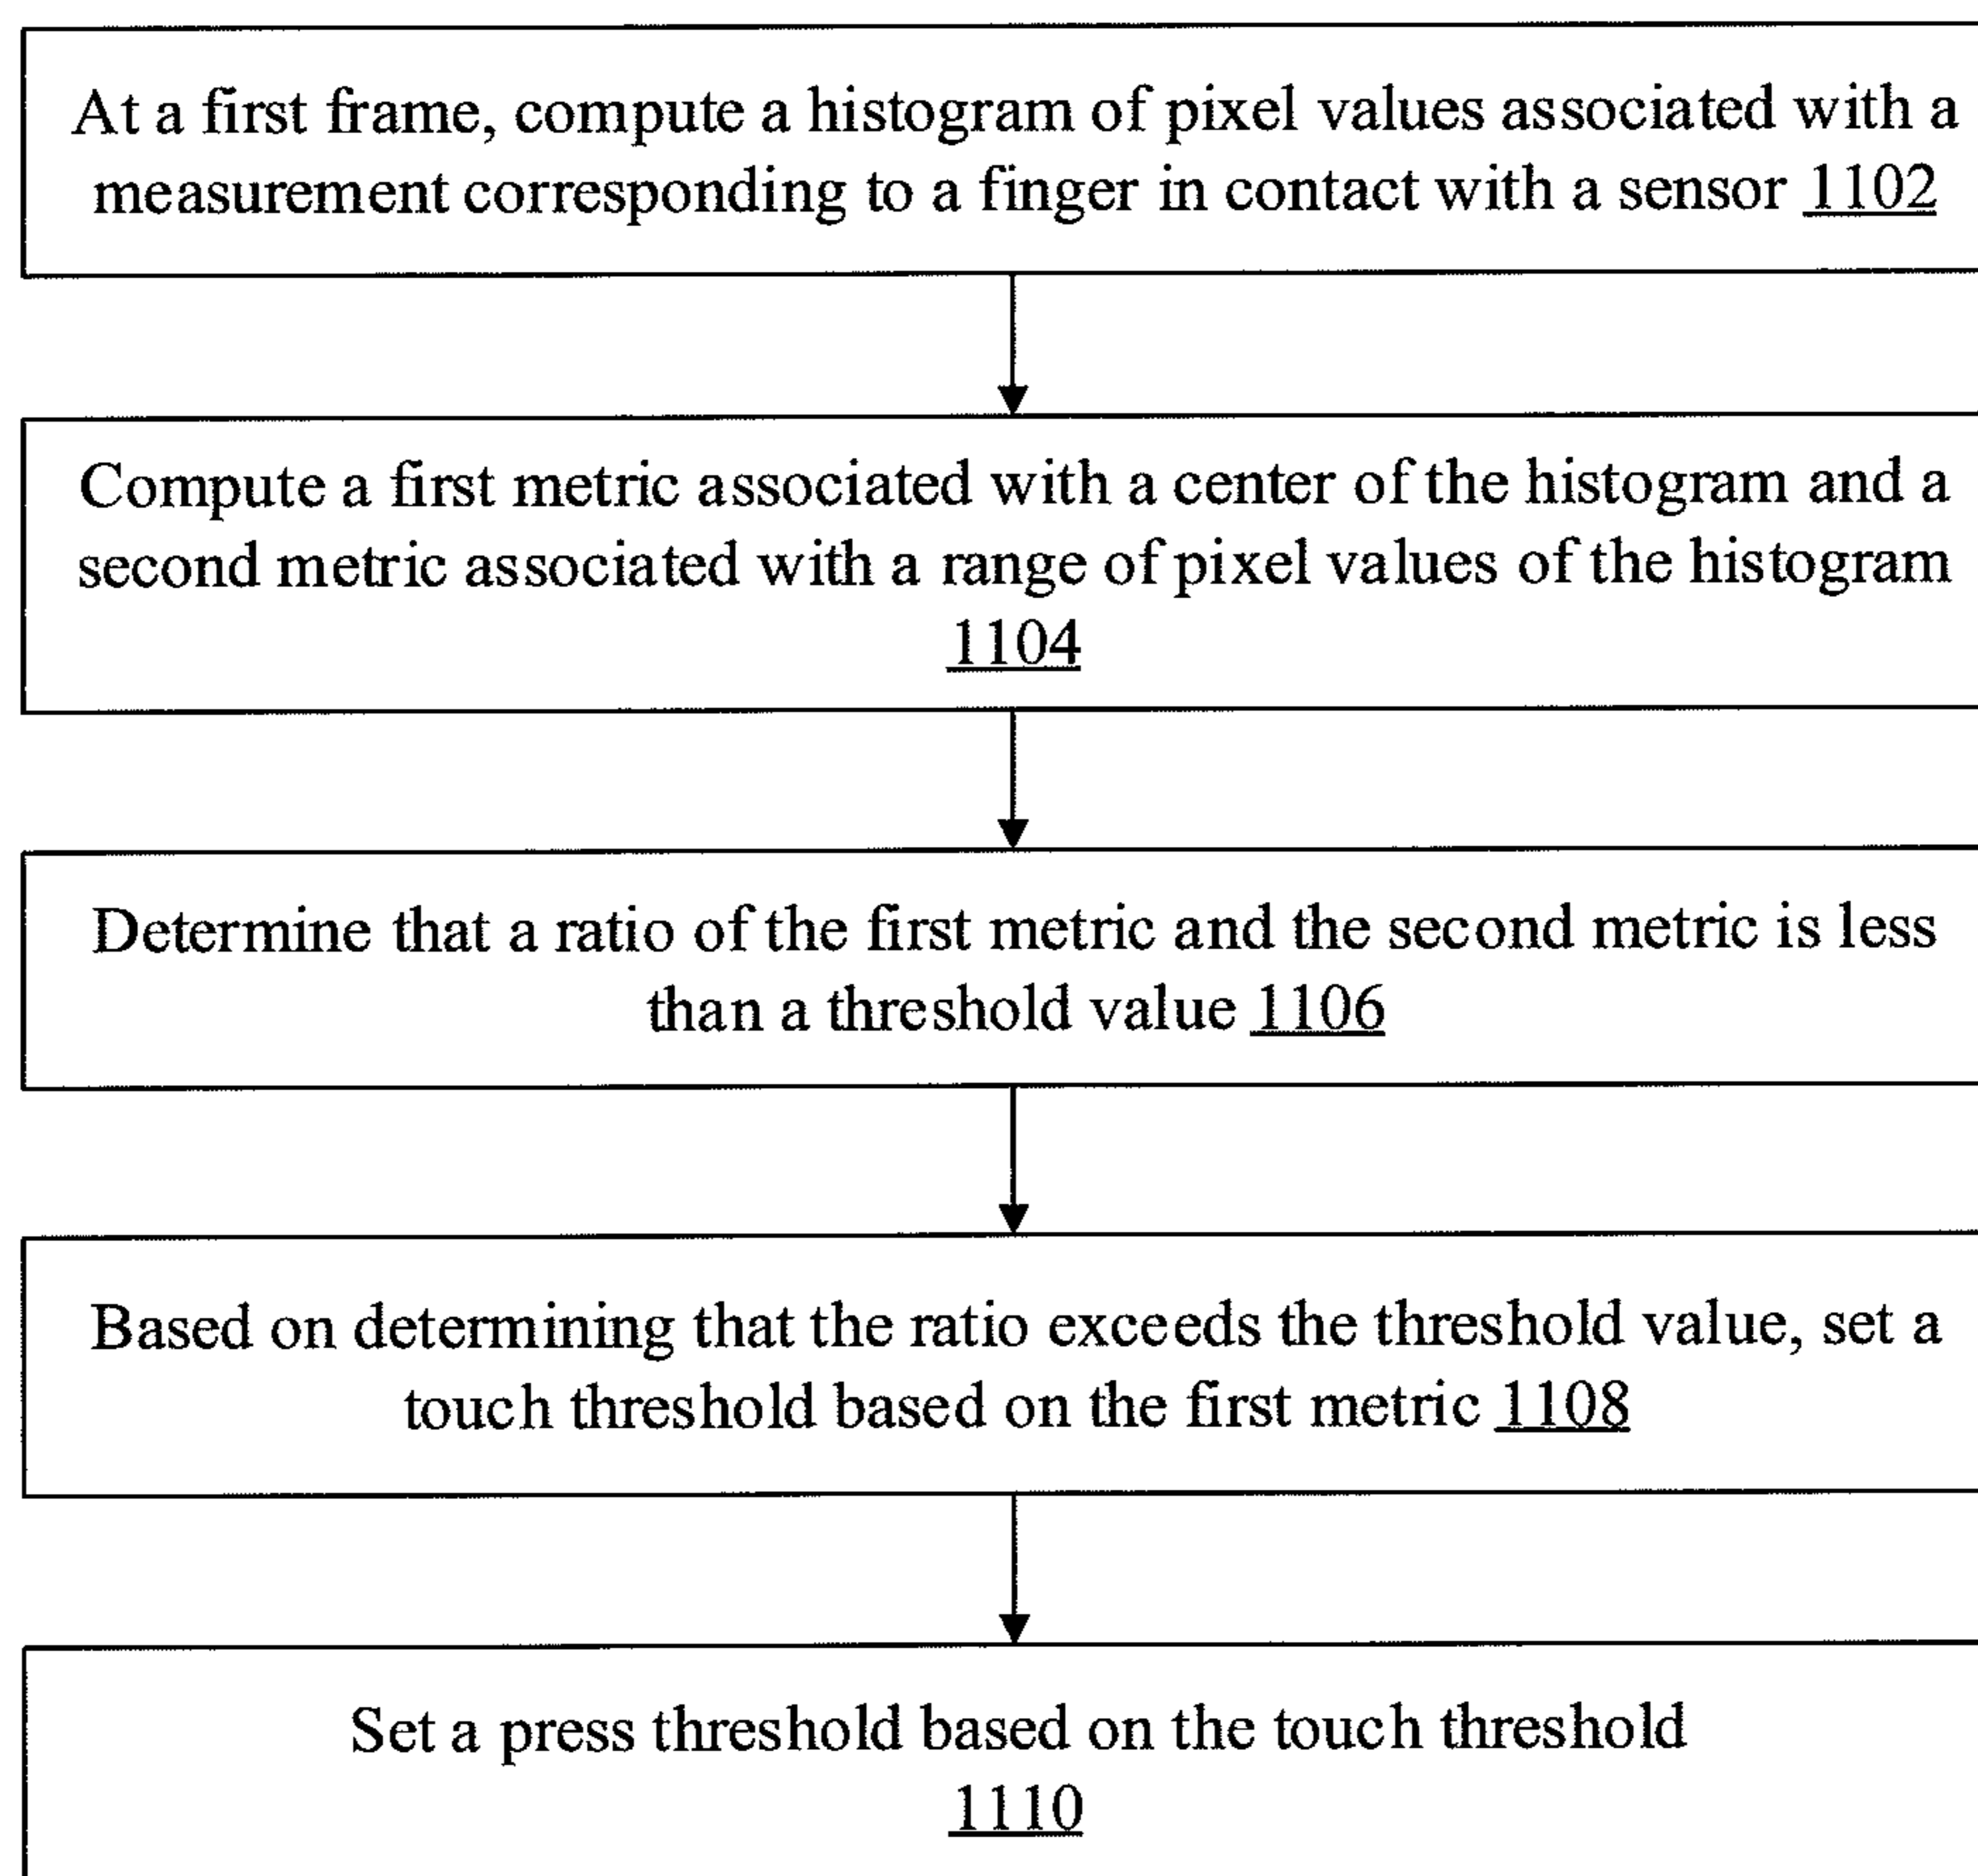 At a first frame, compute a histogram of pixel values associated with a
measurement corresponding to a finger in contact with a sensor 1102
Compute a first metric associated with a center of the histogram and a
second metric associated with a range of pixel values of the histogram
1104
Determine that a ratio of the first metric and the second metric is less
than a threshold value 1106
Based on determining that the ratio exceeds the threshold value, set a
touch threshold based on the first metric 1108
Set a press threshold based on the touch threshold
1110